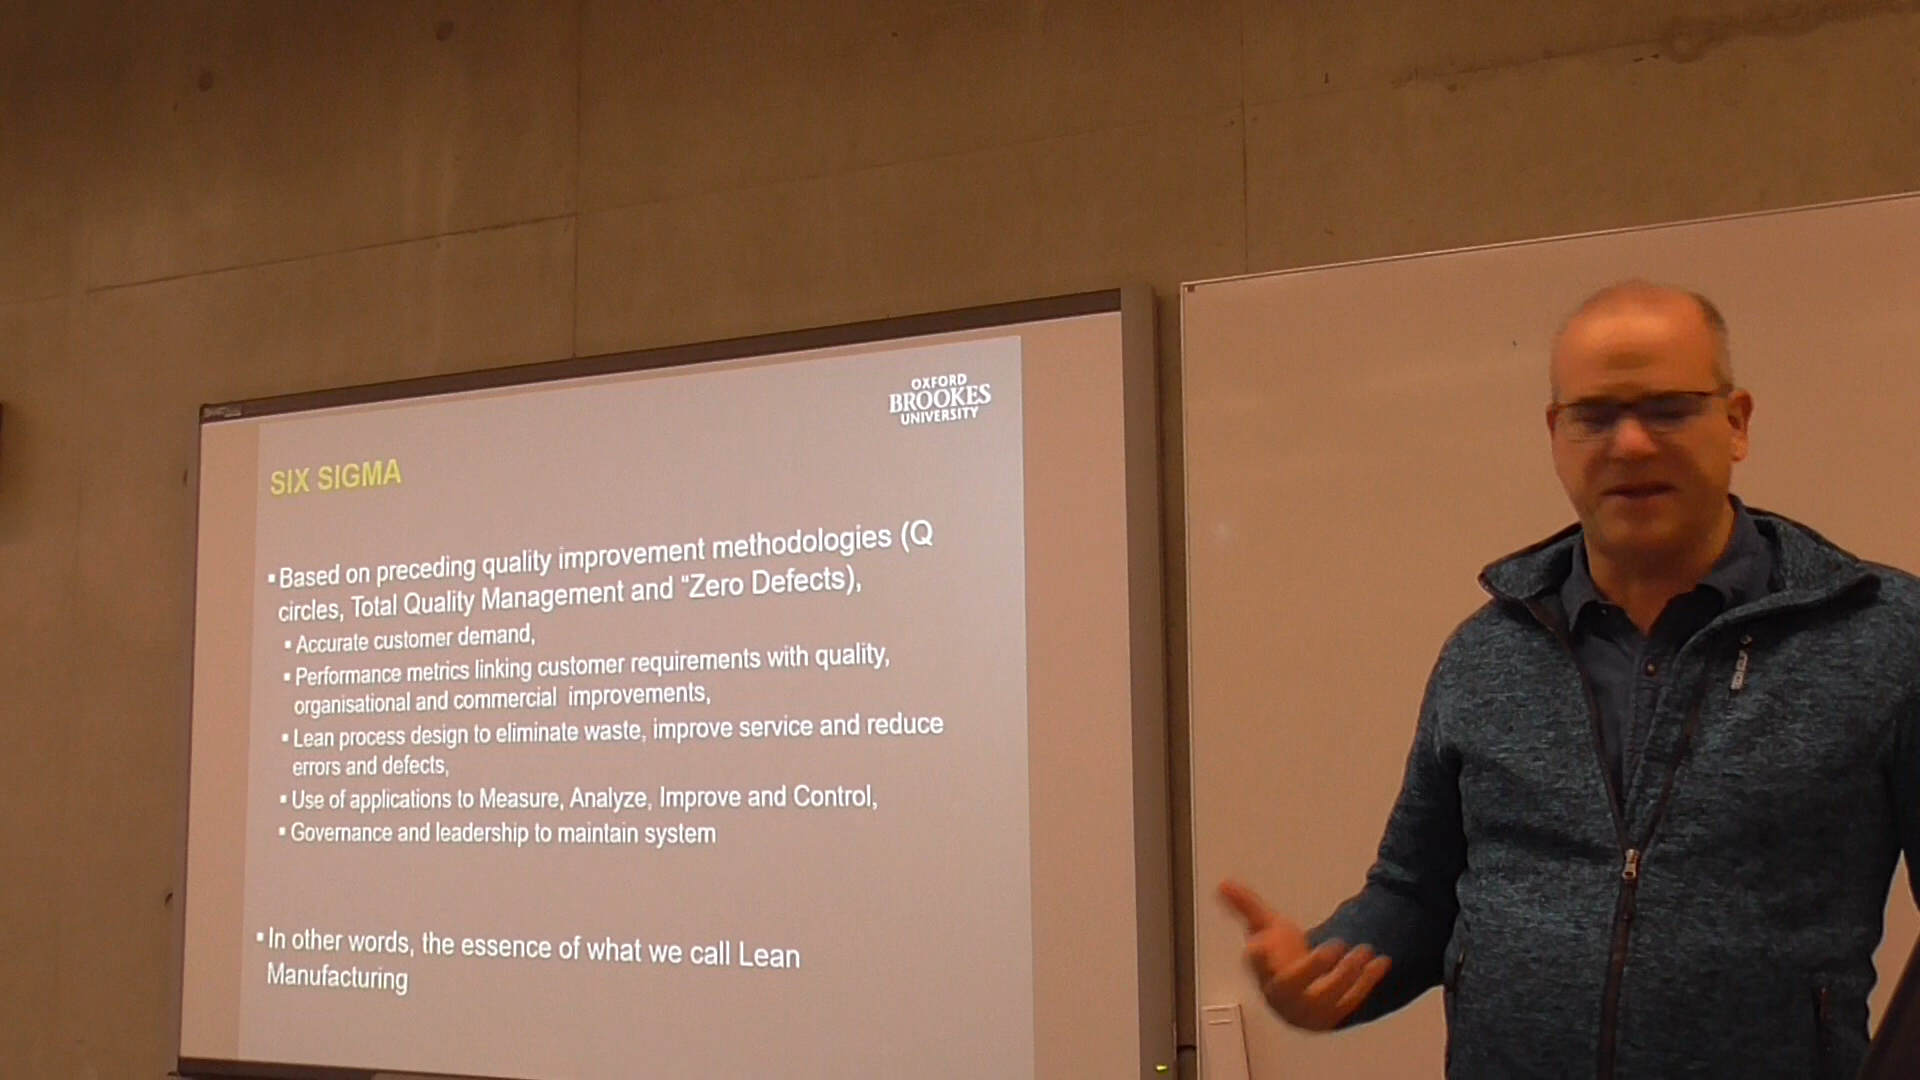 OXFORD
BROOKES
UNIVERSITY
SIX SIGMA
▪Based on preceding quality improvement methodologies (Q
circles, Total Quality Management and “Zero Defects),
▪Accurate customer demand,
▪Performance metrics linking customer requirements with quality,
organisational and commercial improvements,
▪Lean process design to eliminate waste, improve service and reduce
errors and defects,
▪Use of applications to Measure, Analyze, Improve and Control,
▪Governance and leadership to maintain system
▪In other words, the essence of what we call Lean
Manufacturing